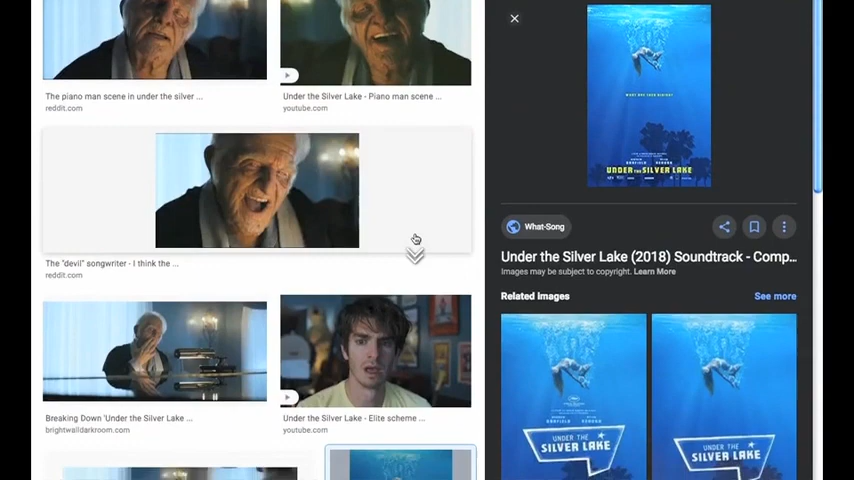 The piano man scene in under the silver ...
reddit.com
Under the Silver Lake - Piano man scene ...
youtube.com
The "devil" songwriter - I think the ...
reddit.com
Breaking Down 'Under the Silver Lake ...
brightwalldarkroom.com
Under the Silver Lake - Elite scheme ...
youtube.com
UNDER THE SILVER LAKE
What-Song
Under the Silver Lake (2018) Soundtrack - Comp...
Images may be subject to copyright. Learn More
Related Images
See more
UNDER THE
SILVER LAKE
UNDER THE
SILVER LAKE